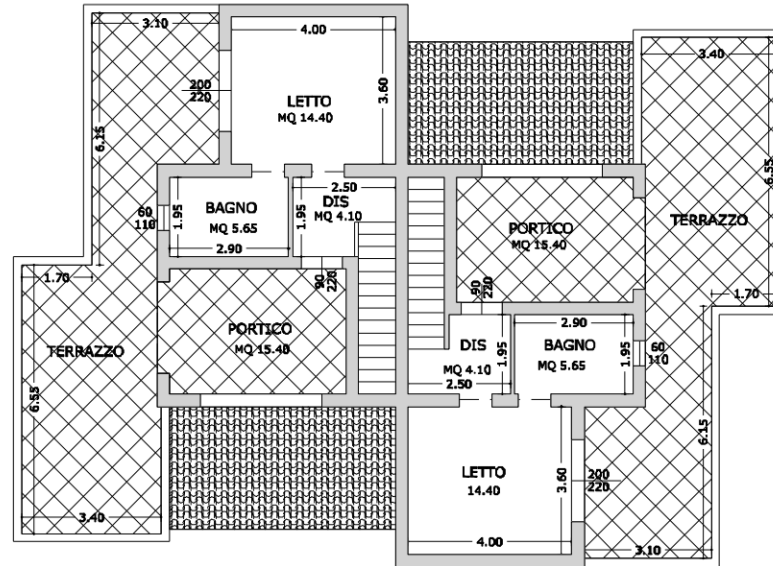 3.10
4.00
3.40
200
220
LETTO
MQ 14.40
3.60
6.15
6.55
2.50
1.95
BAGNO
MQ 5.65
1.95
DIS
MQ 4.10
60
110
2.90
PORTICO
MQ 15.40
TERRAZZO
1.70
90
220
1.70
90
220
TERRAZZO
PORTICO
MQ 15.40
2.90
DIS
MQ 4.10
1.95
BAGNO
MQ 5.65
1.95
60
110
2.50
6.55
6.15
LETTO
14.40
3.60
200
220
3.40
4.00
3.10